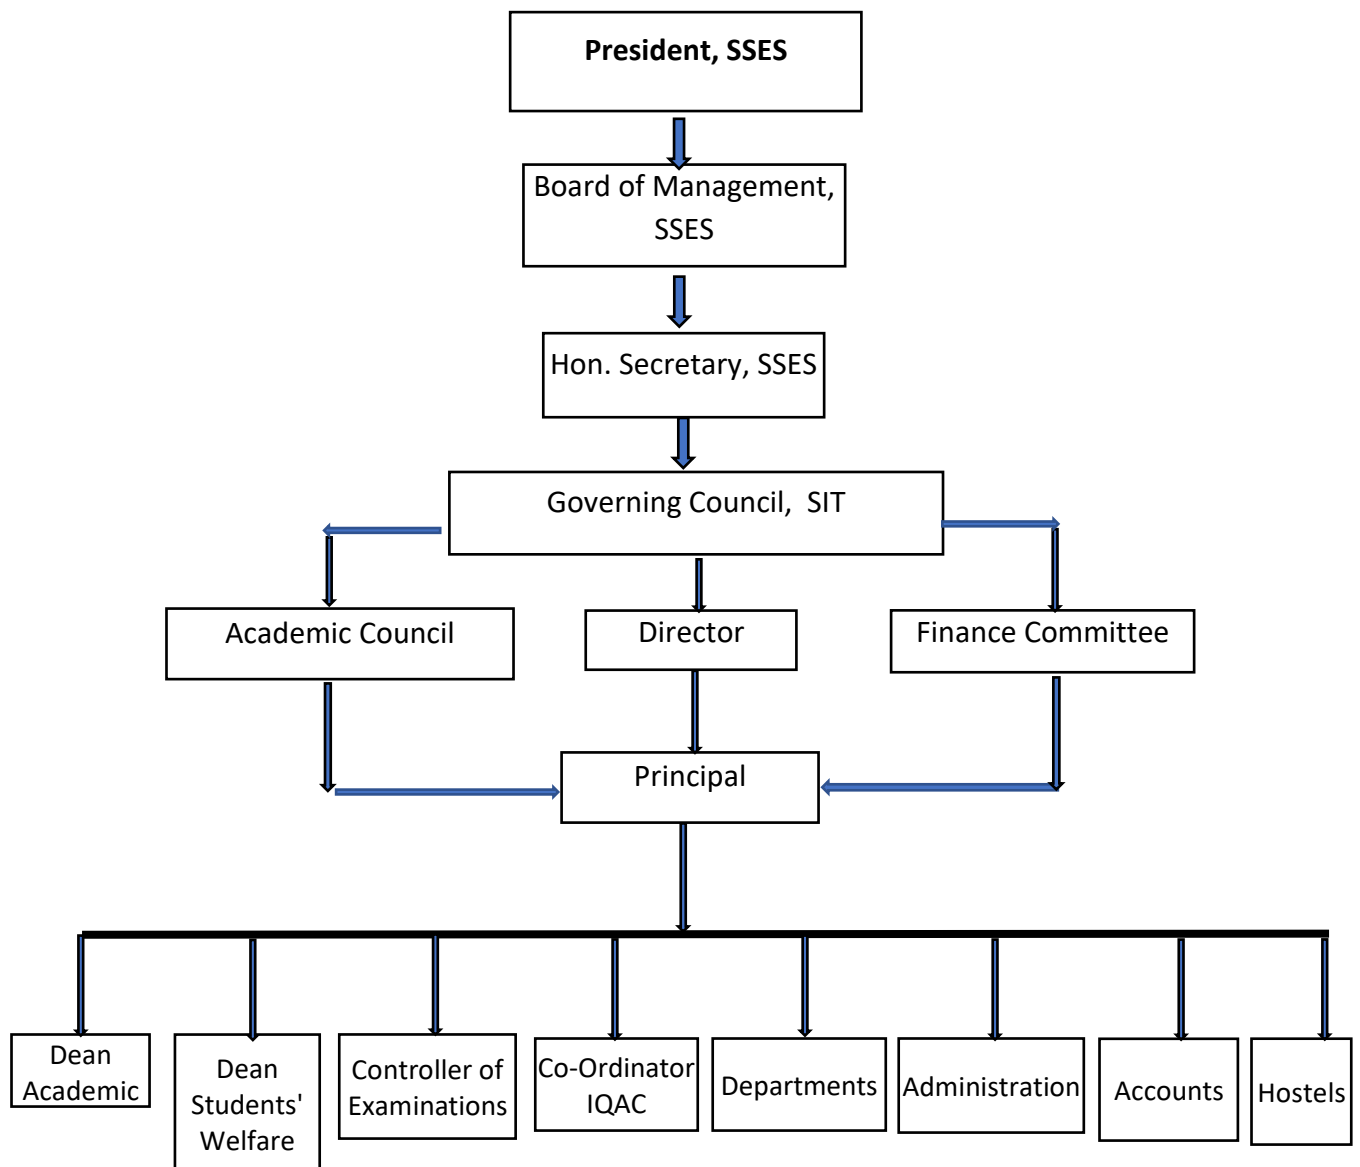 President, SSES
Board of Management,
SSES
Hon. Secretary, SSES
Governing Council,  SIT
Academic Council
Director
Finance Committee
Principal
Dean
Academic
Dean
Students'
Welfare
Controller of
Examinations
Co-Ordinator
IQAC
Departments
Administration
Accounts
Hostels